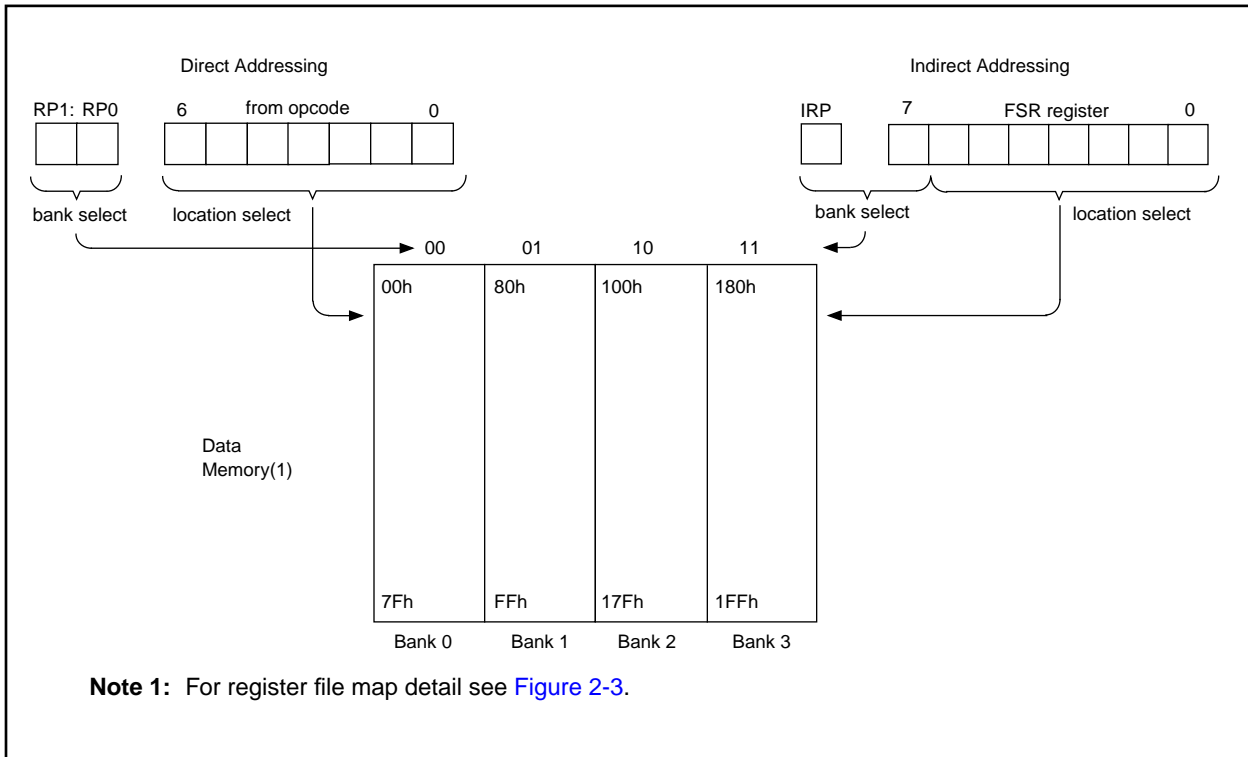 Direct Addressing
Indirect Addressing
RP1: RP0 6 from opcode 0
IRP 7 FSR register 0
bank select location select
bank select location select
00 01 10 11
00h 80h 100h 180h
Data
Memory(1)
7Fh FFh 17Fh 1FFh
Bank 0 Bank 1 Bank 2 Bank 3
Note 1: For register file map detail see Figure 2-3.